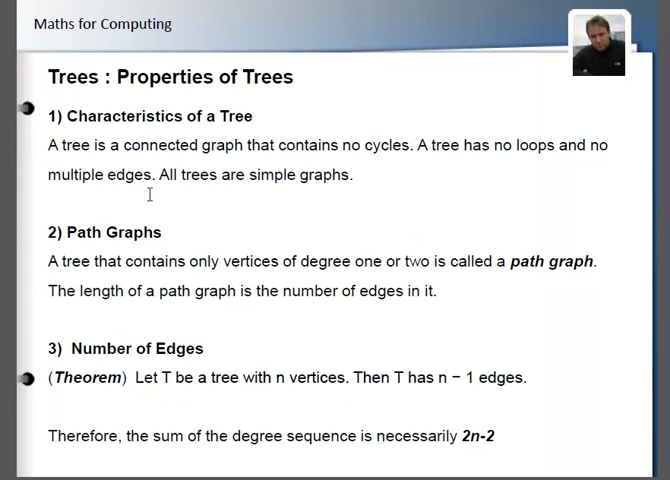 Maths for Computing
Trees : Properties of Trees
1) Characteristics of a Tree
A tree is a connected graph that contains no cycles. A tree has no loops and no
multiple edges. All trees are simple graphs.
2) Path Graphs
A tree that contains only vertices of degree one or two is called a path graph.
The length of a path graph is the number of edges in it.
3) Number of Edges
(Theorem) Let T be a tree with n vertices. Then T has n − 1 edges.
Therefore, the sum of the degree sequence is necessarily 2n-2